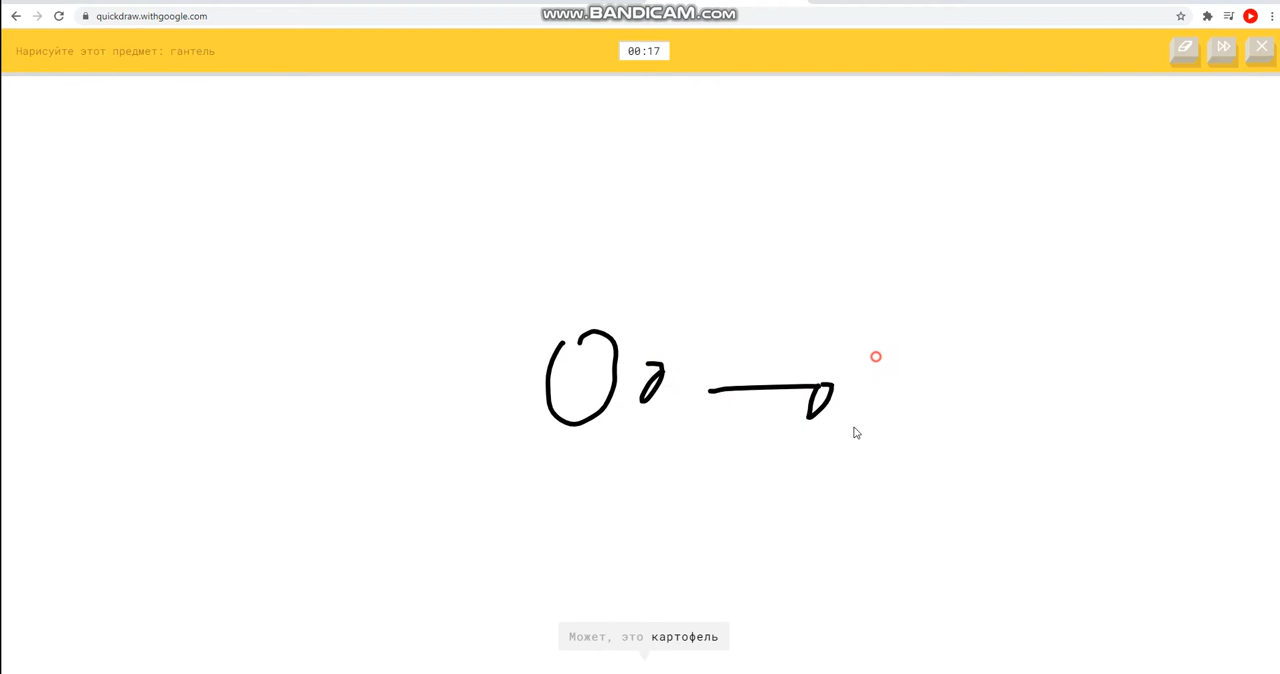 quickdraw.withgoogle.com
www.BANDICAM.com
Нарисуйте этот предмет: гантель
00:17
Может, это картофель